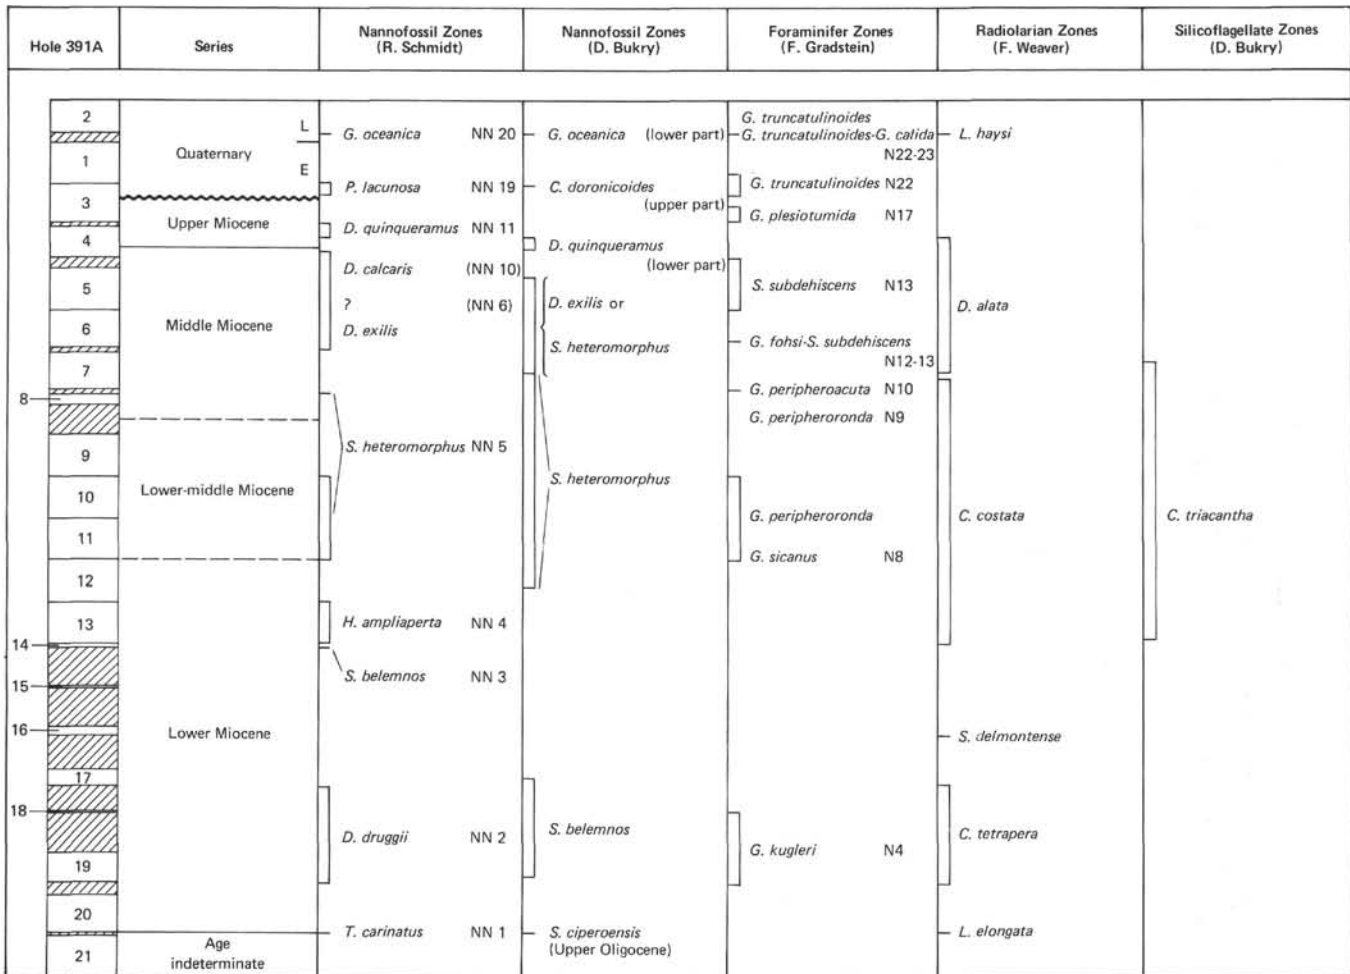 Hole 391A
Series
Nannofossil Zones
(R. Schmidt)
Nannofossil Zones
(D. Bukry)
Foraminifer Zones
(F. Gradstein)
Radiolarian Zones
(F. Weaver)
Silicoflagellate Zones
(D. Bukry)
2
1
3
4
5
6
7
8
9
10
11
12
13
14
15
16
17
18
19
20
21
L
Quaternary
E
Upper Miocene
Middle Miocene
Lower-middle Miocene
Lower Miocene
Age
indeterminate
G. oceanica NN 20
P. lacunosa NN 19
D. quinqueramus NN 11
D. calcaris (NN 10)
? (NN 6)
D. exilis
S. heteromorphus NN 5
H. ampliaperta NN 4
S. belemnos NN 3
D. druggii NN 2
T. carinatus NN 1
G. oceanica (lower part)
C. doronicoides
(upper part)
D. quinqueramus
(lower part)
D. exilis or
S. heteromorphus
S. heteromorphus
S. belemnos
S. ciperoensis
(Upper Oligocene)
G. truncatulinoides
G. truncatulinoides-G. calida
N22-23
G. truncatulinoides N22
G. plesiotumida N17
S. subdehiscens N13
G. fohsi-S. subdehiscens
N12-13
G. peripheroacuta N10
G. peripheroronda N9
G. peripheroronda
G. sicanus N8
G. kugleri N4
L. haysi
D. alata
C. costata
S. delmontense
C. tetrapera
L. elongata
C. triacantha